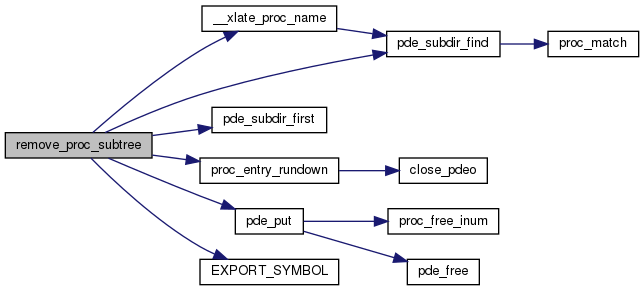 __xlate_proc_name
pde_subdir_find
proc_match
pde_subdir_first
remove_proc_subtree
proc_entry_rundown
close_pdeo
pde_put
proc_free_inum
EXPORT_SYMBOL
pde_free